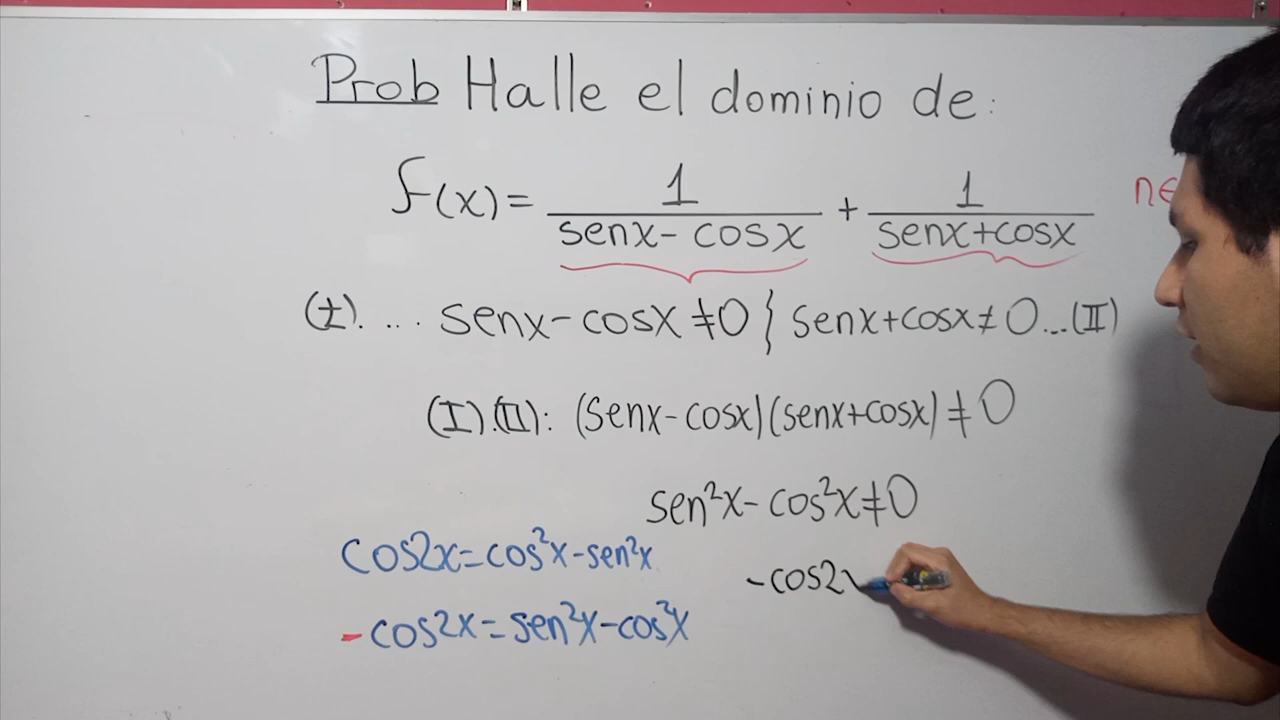 Prob Halle el dominio de:
f(x) = 1/(senx - cosx) + 1/(senx+cosx)
n∈
(I). ... senx - cosx ≠ 0 } senx+cosx ≠ 0 ...(II)
(I).(II): (senx - cosx)(senx+cosx) ≠ 0
sen²x - cos²x ≠ 0
cos2x = cos²x - sen²x
-cos2x
-cos2x = sen²x - cos²x